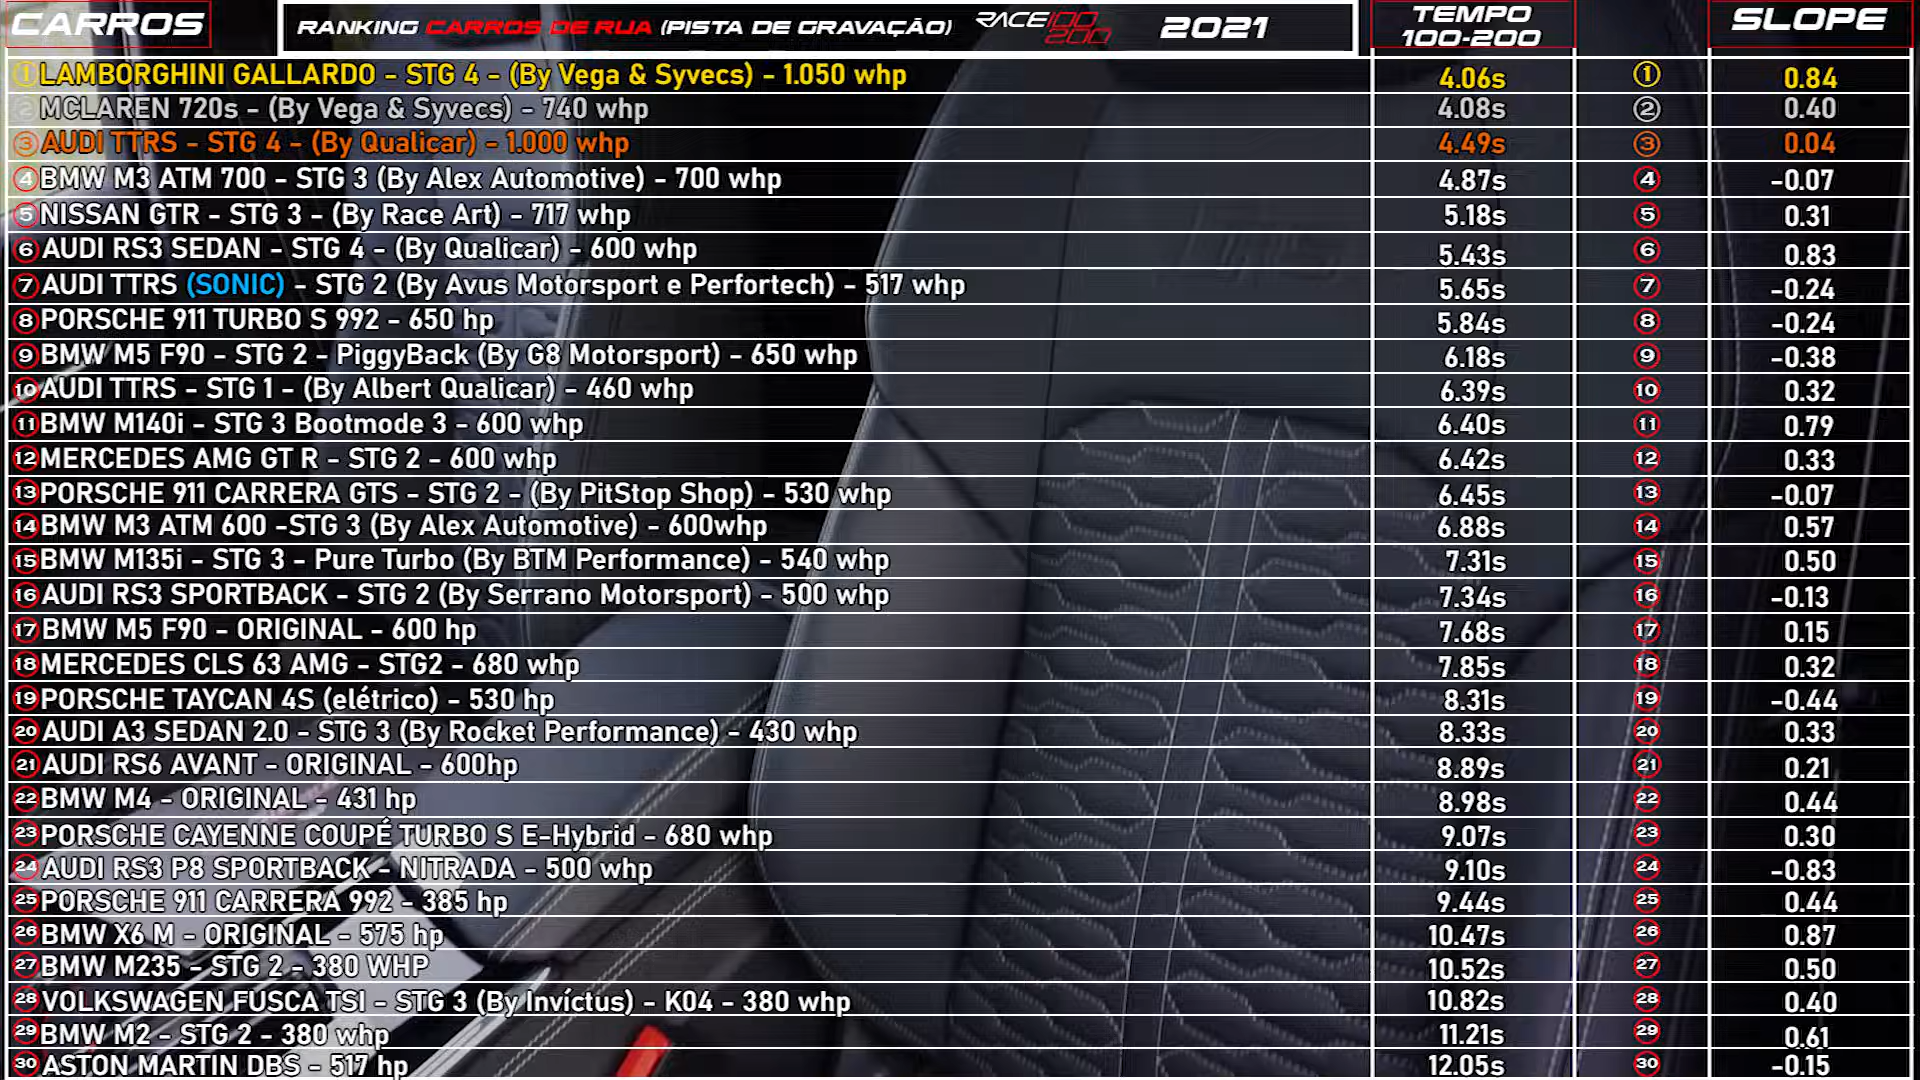 CARROS RANKING CARROS DE RUA (PISTA DE GRAVAÇÃO) RACE 100 200 2021 TEMPO 100-200 SLOPE
1 LAMBORGHINI GALLARDO - STG 4 - (By Vega & Syvecs) - 1.050 whp 4.06s 1 0.84
2 MCLAREN 720s - (By Vega & Syvecs) - 740 whp 4.08s 2 0.40
3 AUDI TTRS - STG 4 - (By Qualicar) - 1.000 whp 4.49s 3 0.04
4 BMW M3 ATM 700 - STG 3 (By Alex Automotive) - 700 whp 4.87s 4 -0.07
5 NISSAN GTR - STG 3 - (By Race Art) - 717 whp 5.18s 5 0.31
6 AUDI RS3 SEDAN - STG 4 - (By Qualicar) - 600 whp 5.43s 6 0.83
7 AUDI TTRS (SONIC) - STG 2 (By Avus Motorsport e Perfortech) - 517 whp 5.65s 7 -0.24
8 PORSCHE 911 TURBO S 992 - 650 hp 5.84s 8 -0.24
9 BMW M5 F90 - STG 2 - PiggyBack (By G8 Motorsport) - 650 whp 6.18s 9 -0.38
10 AUDI TTRS - STG 1 - (By Albert Qualicar) - 460 whp 6.39s 10 0.32
11 BMW M140i - STG 3 Bootmode 3 - 600 whp 6.40s 11 0.79
12 MERCEDES AMG GT R - STG 2 - 600 whp 6.42s 12 0.33
13 PORSCHE 911 CARRERA GTS - STG 2 - (By PitStop Shop) - 530 whp 6.45s 13 -0.07
14 BMW M3 ATM 600 -STG 3 (By Alex Automotive) - 600whp 6.88s 14 0.57
15 BMW M135i - STG 3 - Pure Turbo (By BTM Performance) - 540 whp 7.31s 15 0.50
16 AUDI RS3 SPORTBACK - STG 2 (By Serrano Motorsport) - 500 whp 7.34s 16 -0.13
17 BMW M5 F90 - ORIGINAL - 600 hp 7.68s 17 0.15
18 MERCEDES CLS 63 AMG - STG2 - 680 whp 7.85s 18 0.32
19 PORSCHE TAYCAN 4S (elétrico) - 530 hp 8.31s 19 -0.44
20 AUDI A3 SEDAN 2.0 - STG 3 (By Rocket Performance) - 430 whp 8.33s 20 0.33
21 AUDI RS6 AVANT - ORIGINAL - 600hp 8.89s 21 0.21
22 BMW M4 - ORIGINAL - 431 hp 8.98s 22 0.44
23 PORSCHE CAYENNE COUPÉ TURBO S E-Hybrid - 680 whp 9.07s 23 0.30
24 AUDI RS3 P8 SPORTBACK - NITRADA - 500 whp 9.10s 24 -0.83
25 PORSCHE 911 CARRERA 992 - 385 hp 9.44s 25 0.44
26 BMW X6 M - ORIGINAL - 575 hp 10.47s 26 0.87
27 BMW M235 - STG 2 - 380 WHP 10.52s 27 0.50
28 VOLKSWAGEN FUSCA TSI - STG 3 (By Invíctus) - K04 - 380 whp 10.82s 28 0.40
29 BMW M2 - STG 2 - 380 whp 11.21s 29 0.61
30 ASTON MARTIN DBS - 517 hp 12.05s 30 -0.15